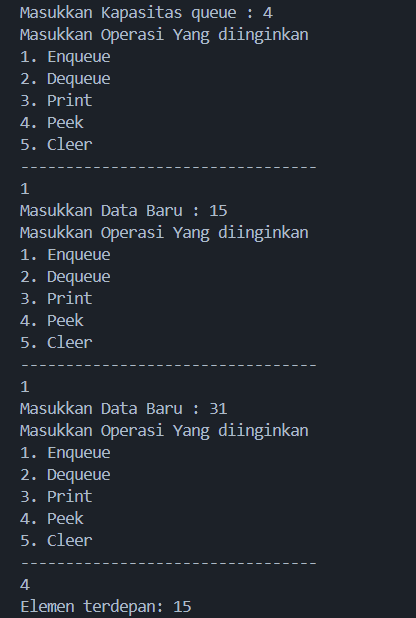 Masukkan Kapasitas queue : 4
Masukkan Operasi Yang diinginkan
1. Enqueue
2. Dequeue
3. Print
4. Peek
5. Cleer
---------------------------------
1
Masukkan Data Baru : 15
Masukkan Operasi Yang diinginkan
1. Enqueue
2. Dequeue
3. Print
4. Peek
5. Cleer
---------------------------------
1
Masukkan Data Baru : 31
Masukkan Operasi Yang diinginkan
1. Enqueue
2. Dequeue
3. Print
4. Peek
5. Cleer
---------------------------------
4
Elemen terdepan: 15